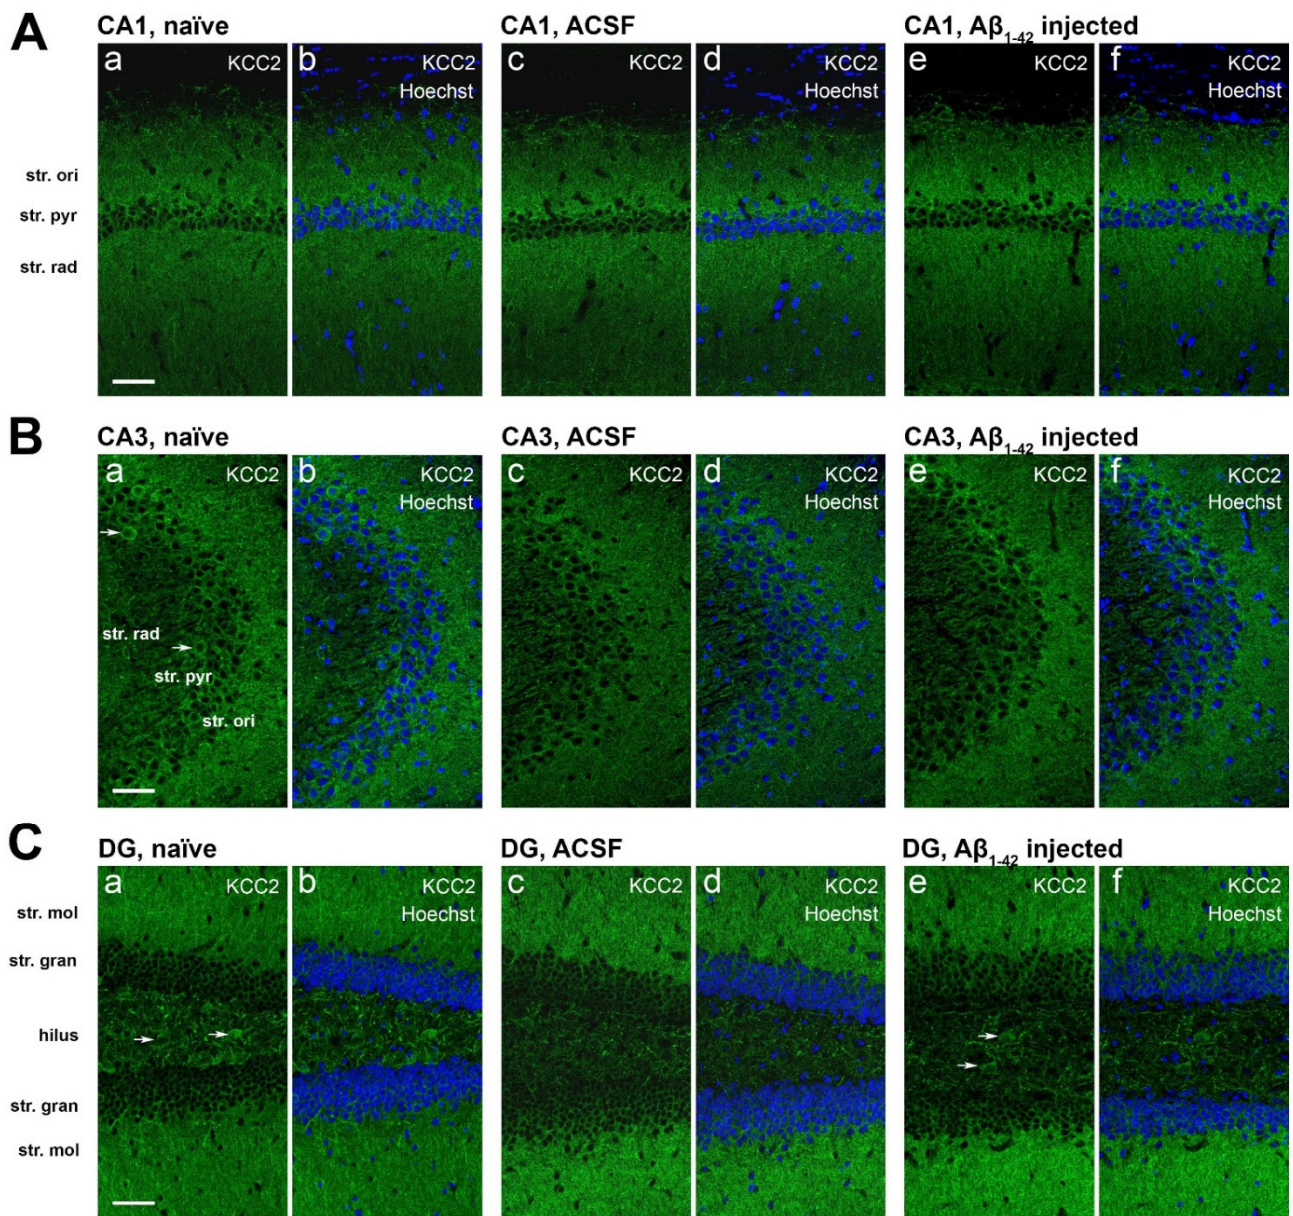 A
CA1, naïve
CA1, ACSF
CA1, Aβ1-42 injected
a
KCC2
b
KCC2
Hoechst
c
KCC2
d
KCC2
Hoechst
e
KCC2
f
KCC2
Hoechst
str. ori
str. pyr
str. rad
B
CA3, naïve
CA3, ACSF
CA3, Aβ1-42 injected
a
KCC2
b
KCC2
Hoechst
c
KCC2
d
KCC2
Hoechst
e
KCC2
f
KCC2
Hoechst
str. rad
str. pyr
str. ori
C
DG, naïve
DG, ACSF
DG, Aβ1-42 injected
a
KCC2
b
KCC2
Hoechst
c
KCC2
d
KCC2
Hoechst
e
KCC2
f
KCC2
Hoechst
str. mol
str. gran
hilus
str. gran
str. mol